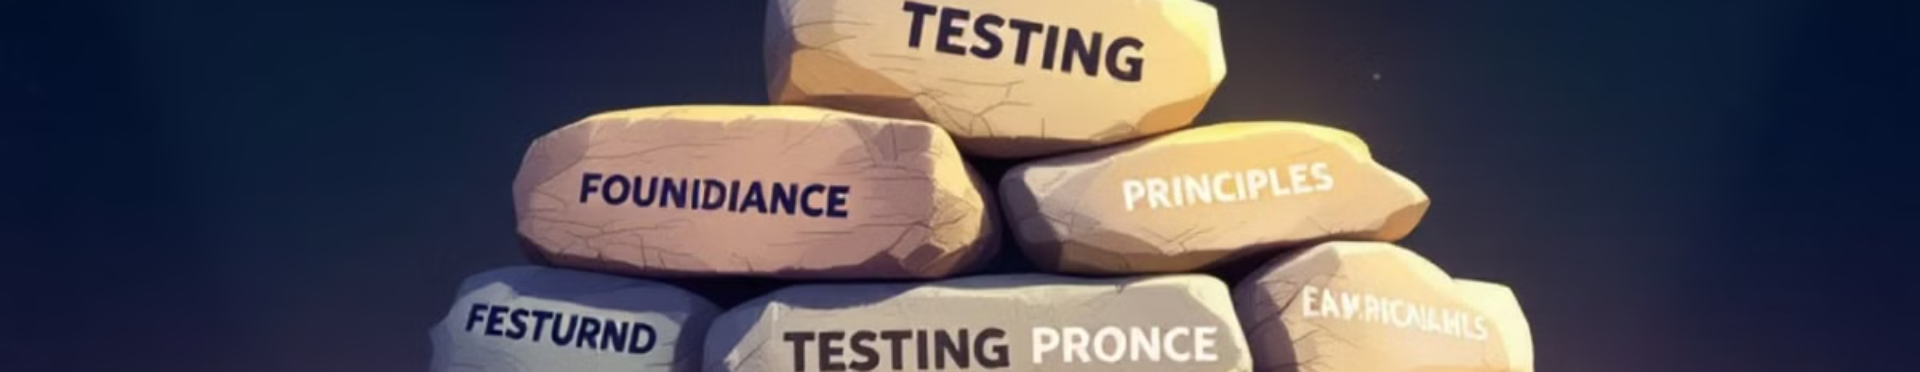 TESTING
FOUNIDIANCE
PRINCIPLES
FESTURND
TESTING PRONCE